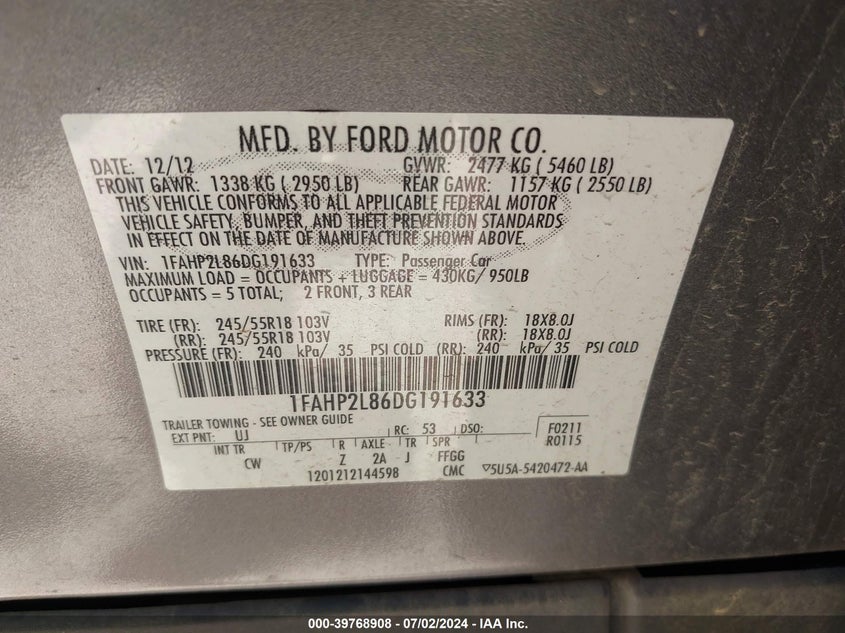 MFD. BY FORD MOTOR CO.
DATE: 12/12 GVWR: 2477 KG ( 5460 LB)
FRONT GAWR: 1338 KG ( 2950 LB) REAR GAWR: 1157 KG ( 2550 LB)
THIS VEHICLE CONFORMS TO ALL APPLICABLE FEDERAL MOTOR
VEHICLE SAFETY, BUMPER, AND THEFT PREVENTION STANDARDS
IN EFFECT ON THE DATE OF MANUFACTURE SHOWN ABOVE.
VIN: 1FAHP2L86DG191633 TYPE: Passenger Car
MAXIMUM LOAD = OCCUPANTS + LUGGAGE = 430KG/ 950LB
OCCUPANTS = 5 TOTAL; 2 FRONT, 3 REAR
TIRE (FR): 245/55R18 103V RIMS (FR): 18X8.0J
(RR): 245/55R18 103V (RR): 18X8.0J
PRESSURE (FR): 240 kPa/ 35 PSI COLD (RR): 240 kPa/ 35 PSI COLD
1FAHP2L86DG191633
TRAILER TOWING - SEE OWNER GUIDE
EXT PNT: UJ RC: 53 DSO: F0211
R0115
INT TR TP/PS R AXLE TR SPR
CW Z 2A J FFGG
1201212144598 CMC ▽5U5A-5420472-AA
000-39768908 - 07/02/2024 - IAA Inc.